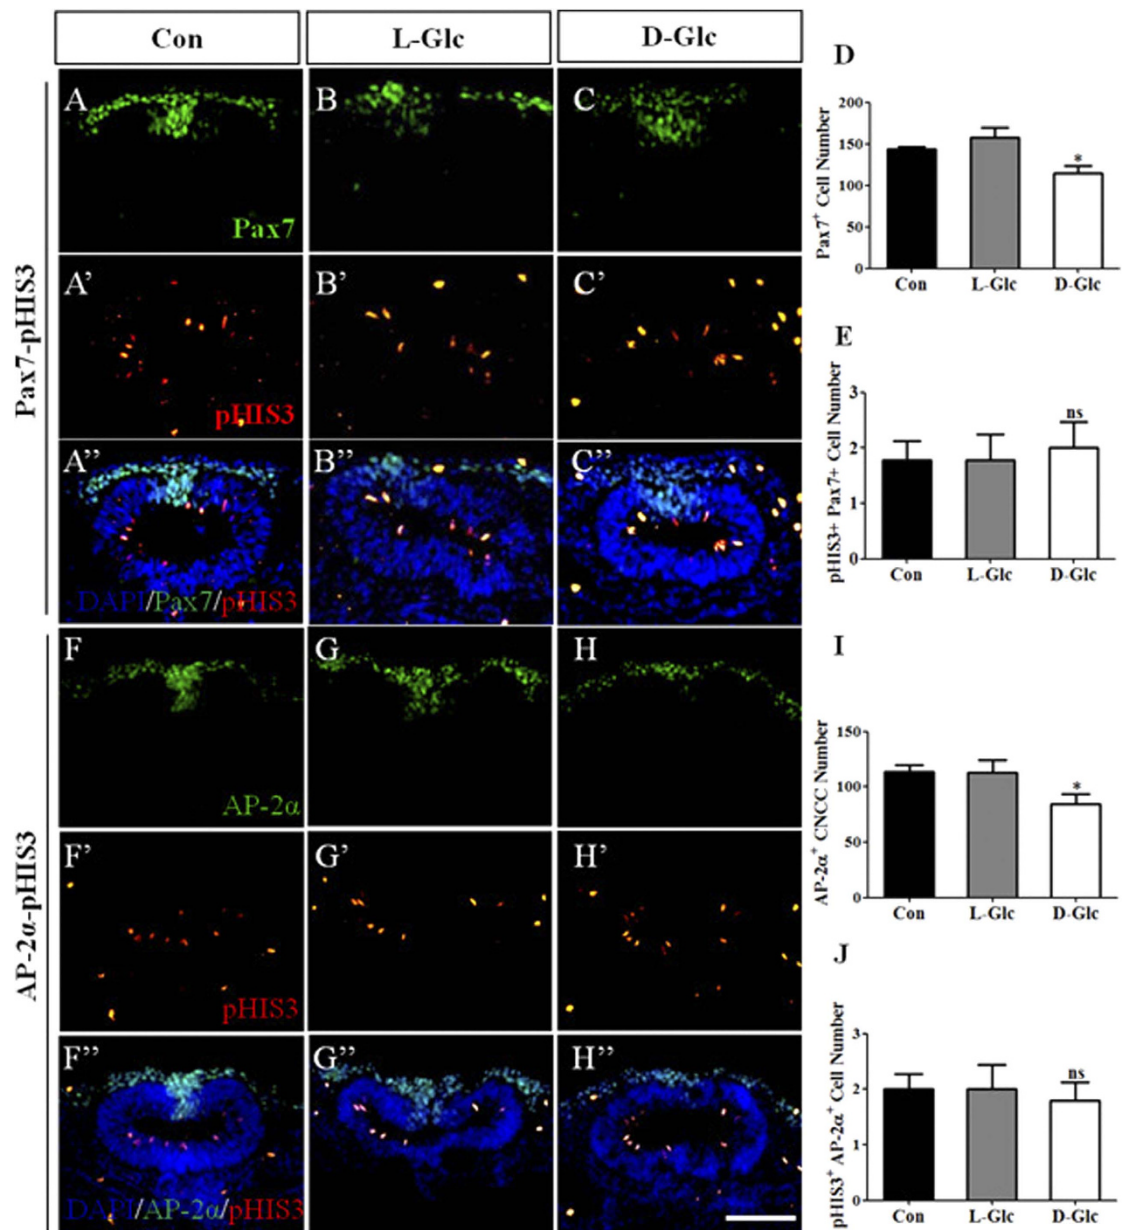 Con L-Glc D-Glc
Pax7-pHIS3
A B C
Pax7
A’ B’ C’
pHIS3
A’’ B’’ C’’
DAPI/Pax7/pHIS3
AP-2α-pHIS3
F G H
AP-2α
F’ G’ H’
pHIS3
F’’ G’’ H’’
DAPI/AP-2α/pHIS3
D
Pax7⁺ Cell Number
200
150
100
50
0
*
Con L-Glc D-Glc
E
pHIS3+ Pax7+ Cell Number
3
2
1
0
ns
Con L-Glc D-Glc
I
AP-2α⁺ CNCC Number
150
100
50
0
*
Con L-Glc D-Glc
J
pHIS3⁺ AP-2α⁺ Cell Number
3
2
1
0
ns
Con L-Glc D-Glc